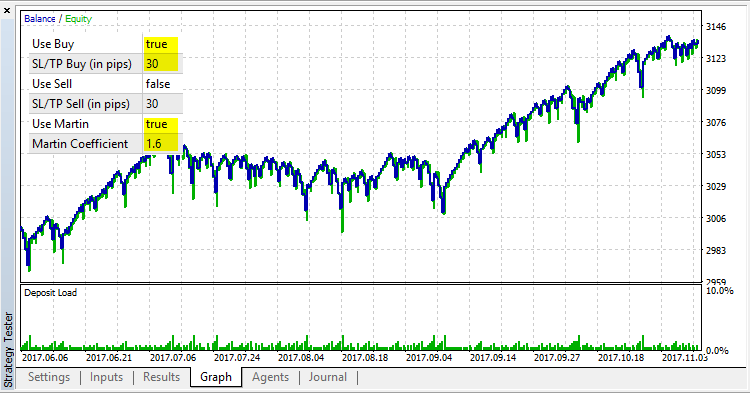 Balance / Equity
3146
Use Buy true
3123
SL/TP Buy (in pips) 30
Use Sell false
3099
SL/TP Sell (in pips) 30
Use Martin true
3076
Martin Coefficient 1.6
3053
3029
3006
2983
2959
Deposit Load
10.0%
0.0%
2017.06.06 2017.06.21 2017.07.06 2017.07.24 2017.08.04 2017.08.18 2017.09.04 2017.09.14 2017.09.27 2017.10.18 2017.11.03
Strategy Tester
Settings Inputs Results Graph Agents Journal